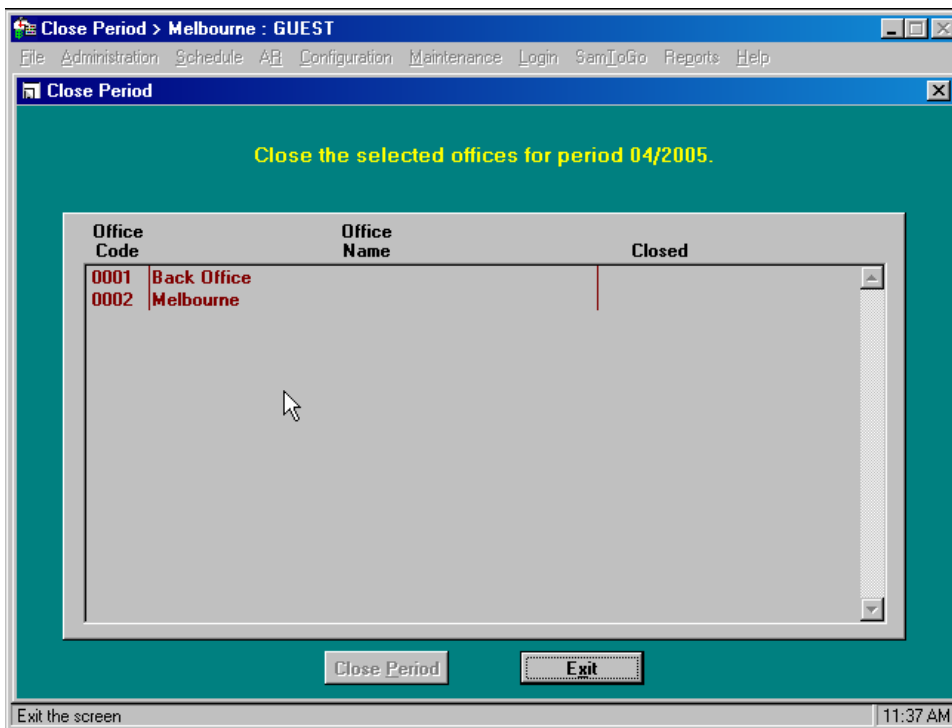 Close Period > Melbourne : GUEST
File Administration Schedule AR Configuration Maintenance Login SamToGo Reports Help
Close Period
Close the selected offices for period 04/2005.
Office Code Office Name Closed
0001 Back Office
0002 Melbourne
Close Period Exit
Exit the screen 11:37 AM